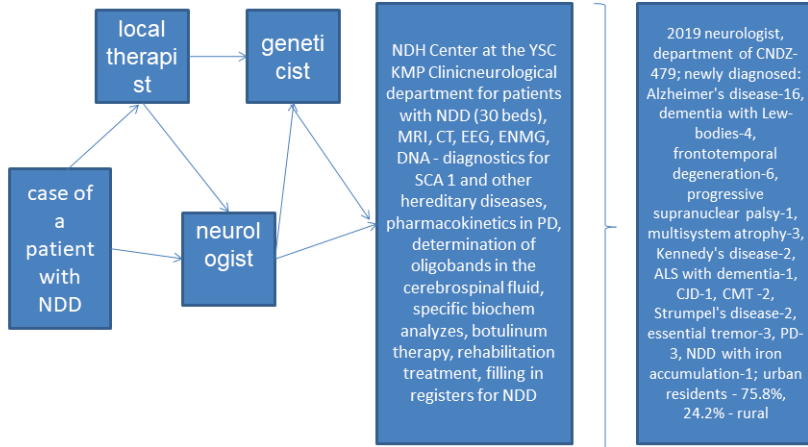 local
therapi
st
geneti
cist
case of
a
patient
with
NDD
neurol
ogist
NDH Center at the YSC
KMP Clinicneurological
department for patients
with NDD (30 beds),
MRI, CT, EEG, ENMG,
DNA - diagnostics for
SCA 1 and other
hereditary diseases,
pharmacokinetics in PD,
determination of
oligobands in the
cerebrospinal fluid,
specific biochem
analyzes, botulinum
therapy, rehabilitation
treatment, filling in
registers for NDD
2019 neurologist,
department of CNDZ-
479; newly diagnosed:
Alzheimer's disease-16,
dementia with Lew-
bodies-4,
frontotemporal
degeneration-6,
progressive
supranuclear palsy-1,
multisystem atrophy-3,
Kennedy's disease-2,
ALS with dementia-1,
CJD-1, CMT -2,
Strumpel's disease-2,
essential tremor-3, PD-
3, NDD with iron
accumulation-1; urban
residents - 75.8%,
24.2% - rural